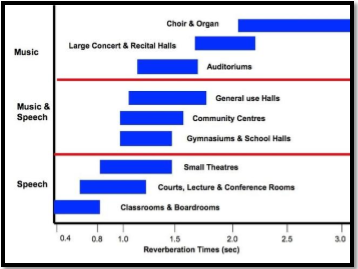 Choir & Organ
Music
Large Concert & Recital Halls
Auditoriums
General use Halls
Music &
Speech
Community Centres
Gymnasiums & School Halls
Small Theatres
Speech
Courts, Lecture & Conference Rooms
Classrooms & Boardrooms
0.4 0.8 1.0 1.5 2.0 2.5 3.0
Reverberation Times (sec)